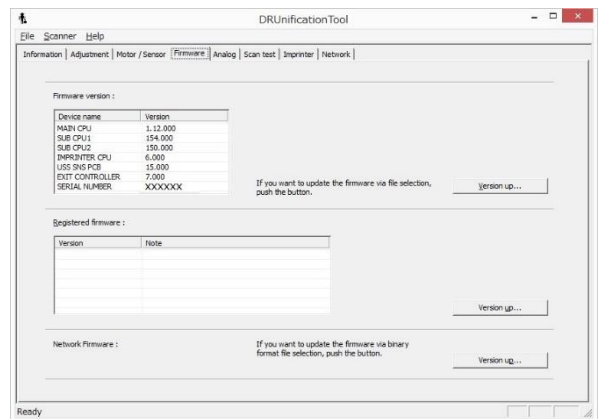 DRUnificationTool
File Scanner Help
Information Adjustment Motor / Sensor Firmware Analog Scan test Imprinter Network
Firmware version :
Device name Version
MAIN CPU 1.12.000
SUB CPU1 154.000
SUB CPU2 150.000
IMPRINTER CPU 6.000
USS SNS PCB 15.000
EXIT CONTROLLER 7.000
SERIAL NUMBER XXXXXX
If you want to update the firmware via file selection,
push the button.
Version up...
Registered firmware :
Version Note
Version up...
Network Firmware :
If you want to update the firmware via binary
format file selection, push the button.
Version up...
Ready